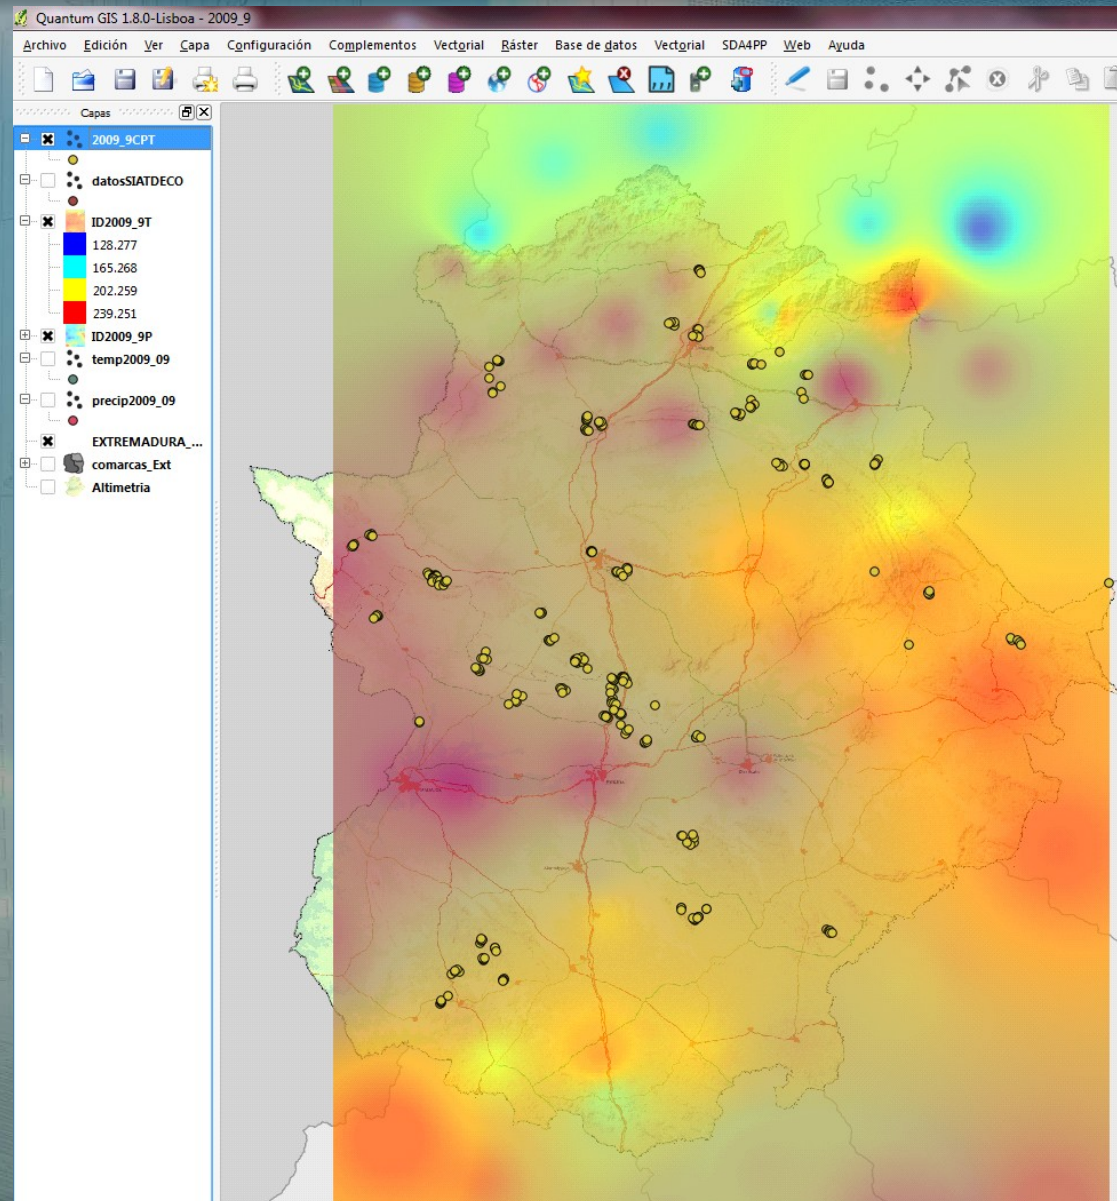 Quantum GIS 1.8.0-Lisboa - 2009_9
Archivo Edición Ver Capa Configuración Complementos Vectorial Ráster Base de datos Vectorial SDA4PP Web Ayuda
Capas
2009_9CPT
datosSIATDECO
ID2009_9T
128.277
165.268
202.259
239.251
ID2009_9P
temp2009_09
precip2009_09
EXTREMADURA_...
comarcas_Ext
Altimetria